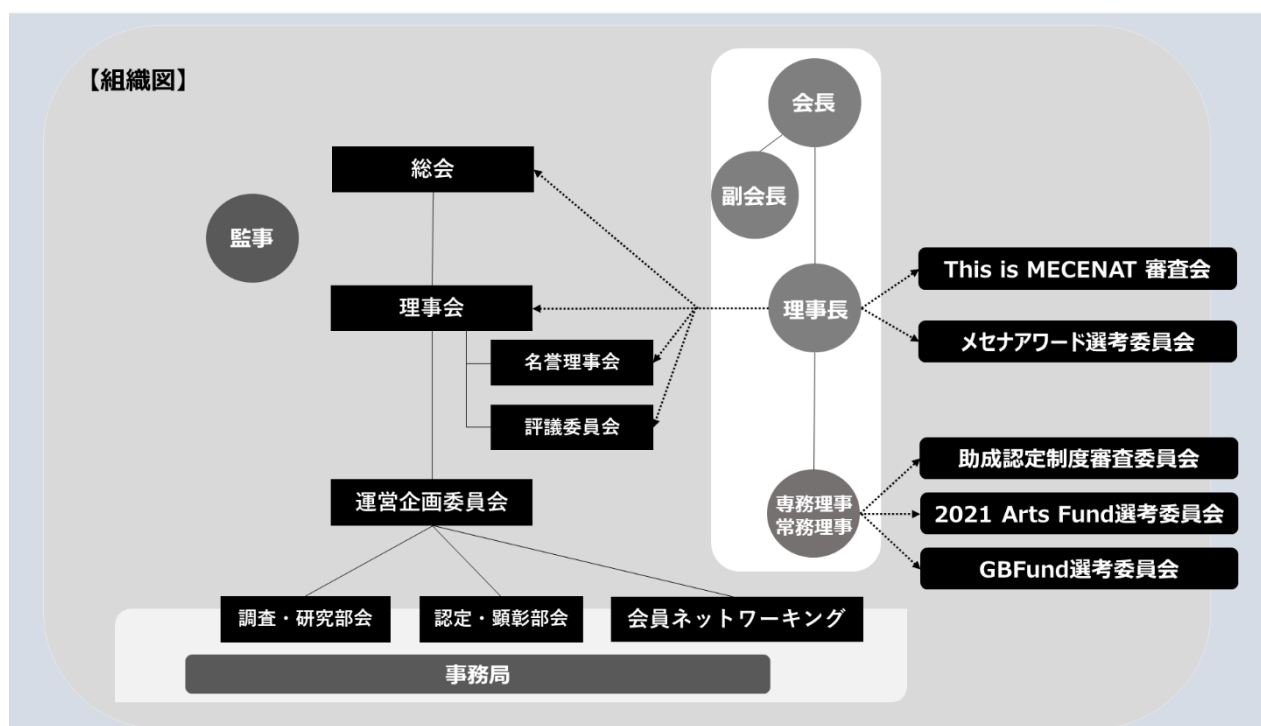 【組織図】
会長
副会長
総会
監事
理事会
名誉理事会
評議委員会
理事長
This is MECENAT 審査会
メセナアワード選考委員会
運営企画委員会
専務理事
常務理事
助成認定制度審査委員会
2021 Arts Fund選考委員会
GBFund選考委員会
調査・研究部会
認定・顕彰部会
会員ネットワーキング
事務局